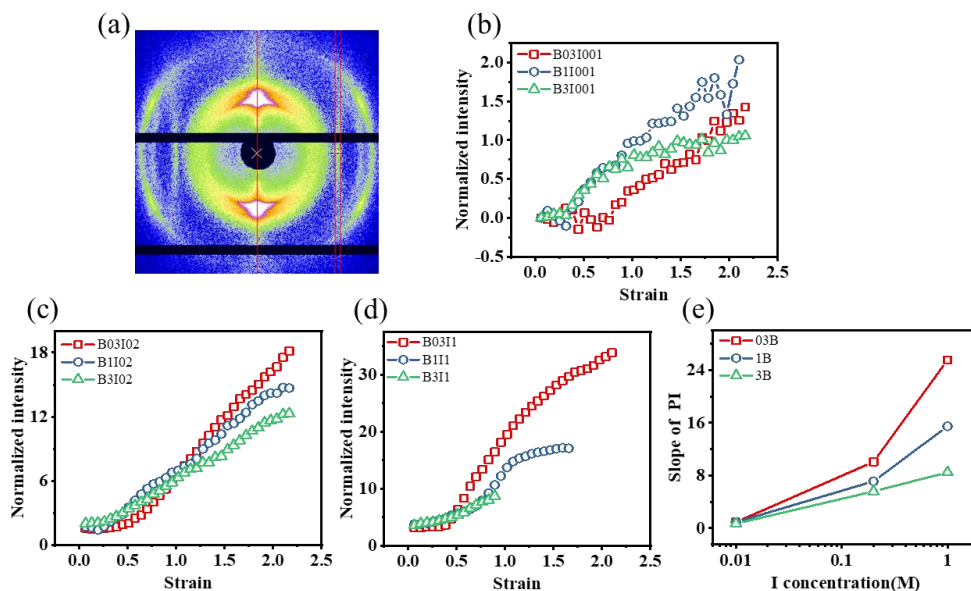 (a)
(b)
B03I001
B1I001
B3I001
Normalized intensity
2.0
1.5
1.0
0.5
0.0
-0.5
0.0 0.5 1.0 1.5 2.0 2.5
Strain
(c)
B03I02
B1I02
B3I02
Normalized intensity
18
12
6
0
0.0 0.5 1.0 1.5 2.0 2.5
Strain
(d)
B03I1
B1I1
B3I1
Normalized intensity
30
20
10
0
0.0 0.5 1.0 1.5 2.0 2.5
Strain
(e)
03B
1B
3B
Slope of PI
24
16
8
0
0.01 0.1 1
I concentration(M)